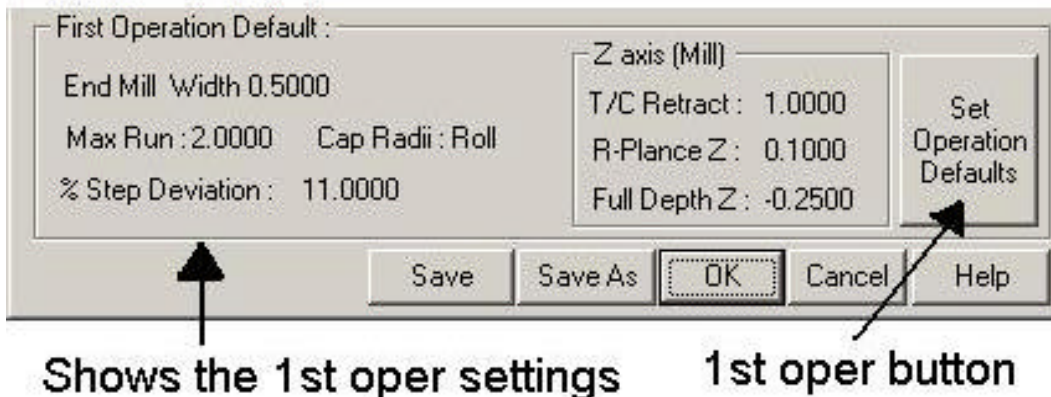 First Operation Default :
End Mill Width 0.5000
Max Run : 2.0000 Cap Radii : Roll
% Step Deviation : 11.0000
Z axis (Mill)
T/C Retract : 1.0000
R-Plance Z : 0.1000
Full Depth Z : -0.2500
Set
Operation
Defaults
Save Save As OK Cancel Help
Shows the 1st oper settings
1st oper button